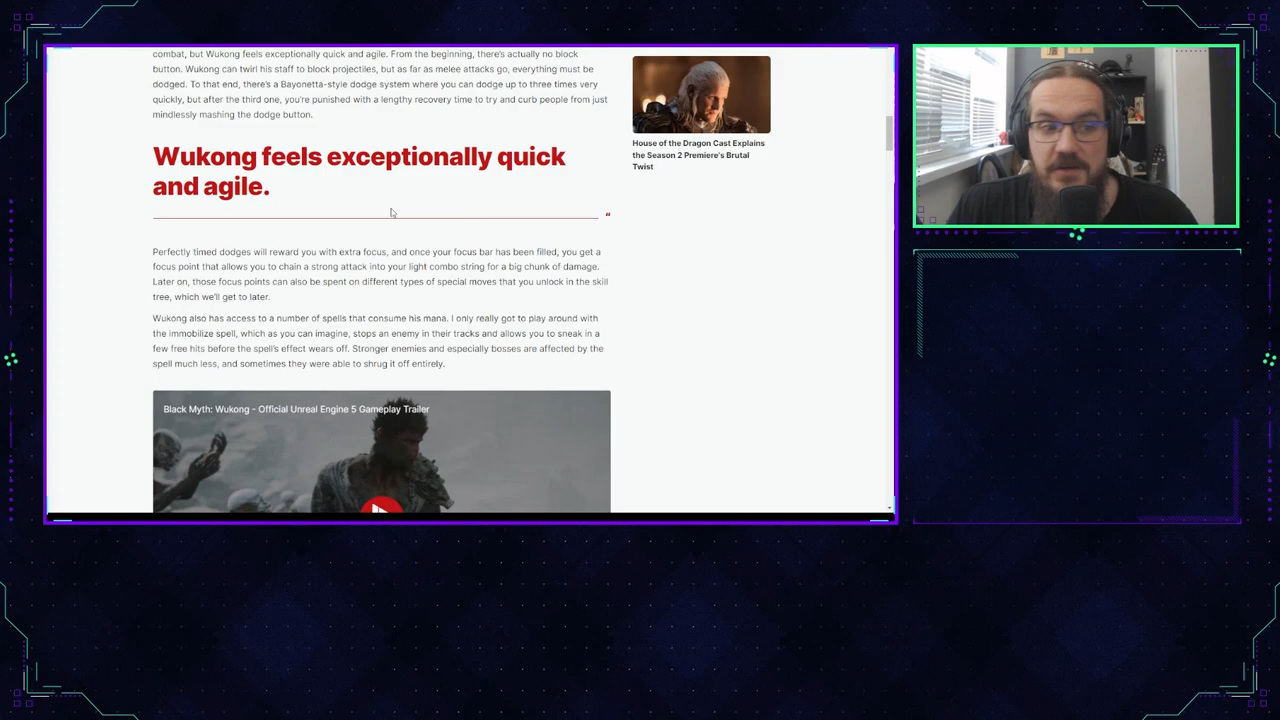 combat, but Wukong feels exceptionally quick and agile. From the beginning, there's actually no block
button. Wukong can twirl his staff to block projectiles, but as far as melee attacks go, everything must be
dodged. To that end, there's a Bayonetta-style dodge system where you can dodge up to three times very
quickly, but after the third one, you're punished with a lengthy recovery time to try and cure people from just
mindlessly mashing the dodge button.
Wukong feels exceptionally quick
and agile.
“
Perfectly timed dodges will reward you with extra focus, and once your focus bar has been filled, you get a
focus point that allows you to chain a strong attack into your light combo string for a big chunk of damage.
Later on, those focus points can also be spent on different types of special moves that you unlock in the skill
tree, which we'll get to later.
Wukong also has access to a number of spells that consume his mana. I only really got to play around with
the immobilize spell, which as you can imagine, stops an enemy in their tracks and allows you to sneak in a
few free hits before the spell's effect wears off. Stronger enemies and especially bosses are affected by the
spell much less, and sometimes they were able to shrug it off entirely.
Black Myth: Wukong - Official Unreal Engine 5 Gameplay Trailer
House of the Dragon Cast Explains
the Season 2 Premiere's Brutal
Twist